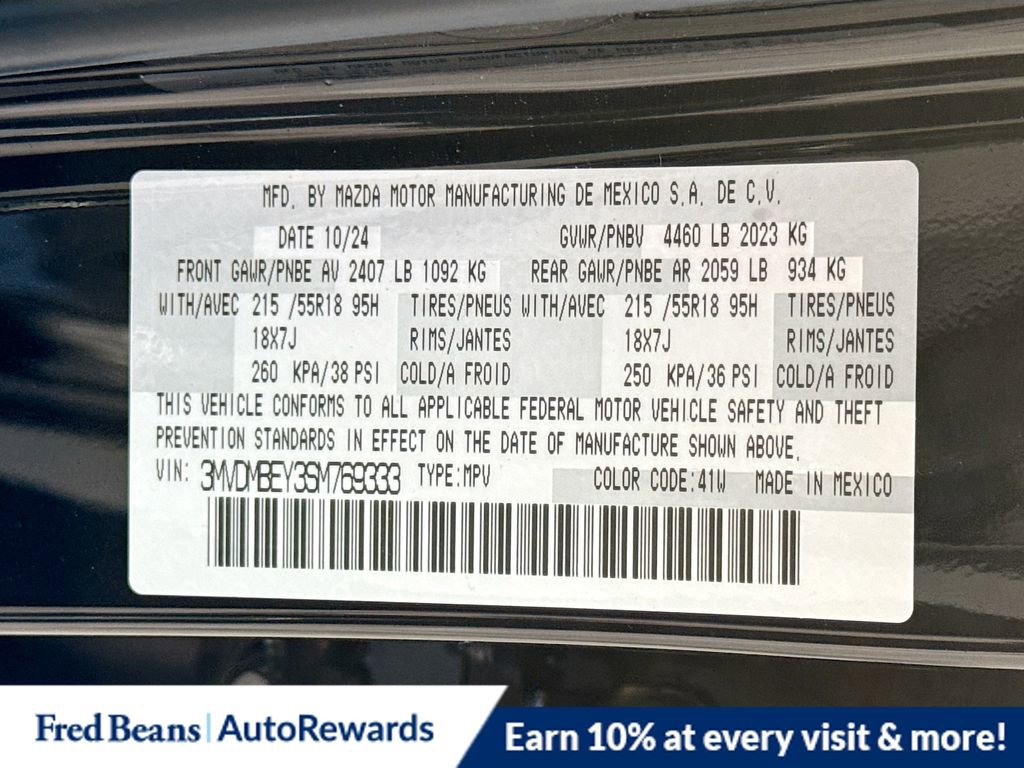 MFD. BY MAZDA MOTOR MANUFACTURING DE MEXICO S.A. DE C.V.
DATE 10/24 GVWR/PNBV 4460 LB 2023 KG
FRONT GAWR/PNBE AV 2407 LB 1092 KG REAR GAWR/PNBE AR 2059 LB 934 KG
WITH/AVEC 215 /55R18 95H TIRES/PNEUS WITH/AVEC 215 /55R18 95H TIRES/PNEUS
18X7J RIMS/JANTES 18X7J RIMS/JANTES
260 KPA/38 PSI COLD/A FROID 250 KPA/36 PSI COLD/A FROID
THIS VEHICLE CONFORMS TO ALL APPLICABLE FEDERAL MOTOR VEHICLE SAFETY AND THEFT
PREVENTION STANDARDS IN EFFECT ON THE DATE OF MANUFACTURE SHOWN ABOVE.
VIN: 3MVDMBEY3SM769333 TYPE:MPV COLOR CODE:41W MADE IN MEXICO
Fred Beans AutoRewards Earn 10% at every visit & more!